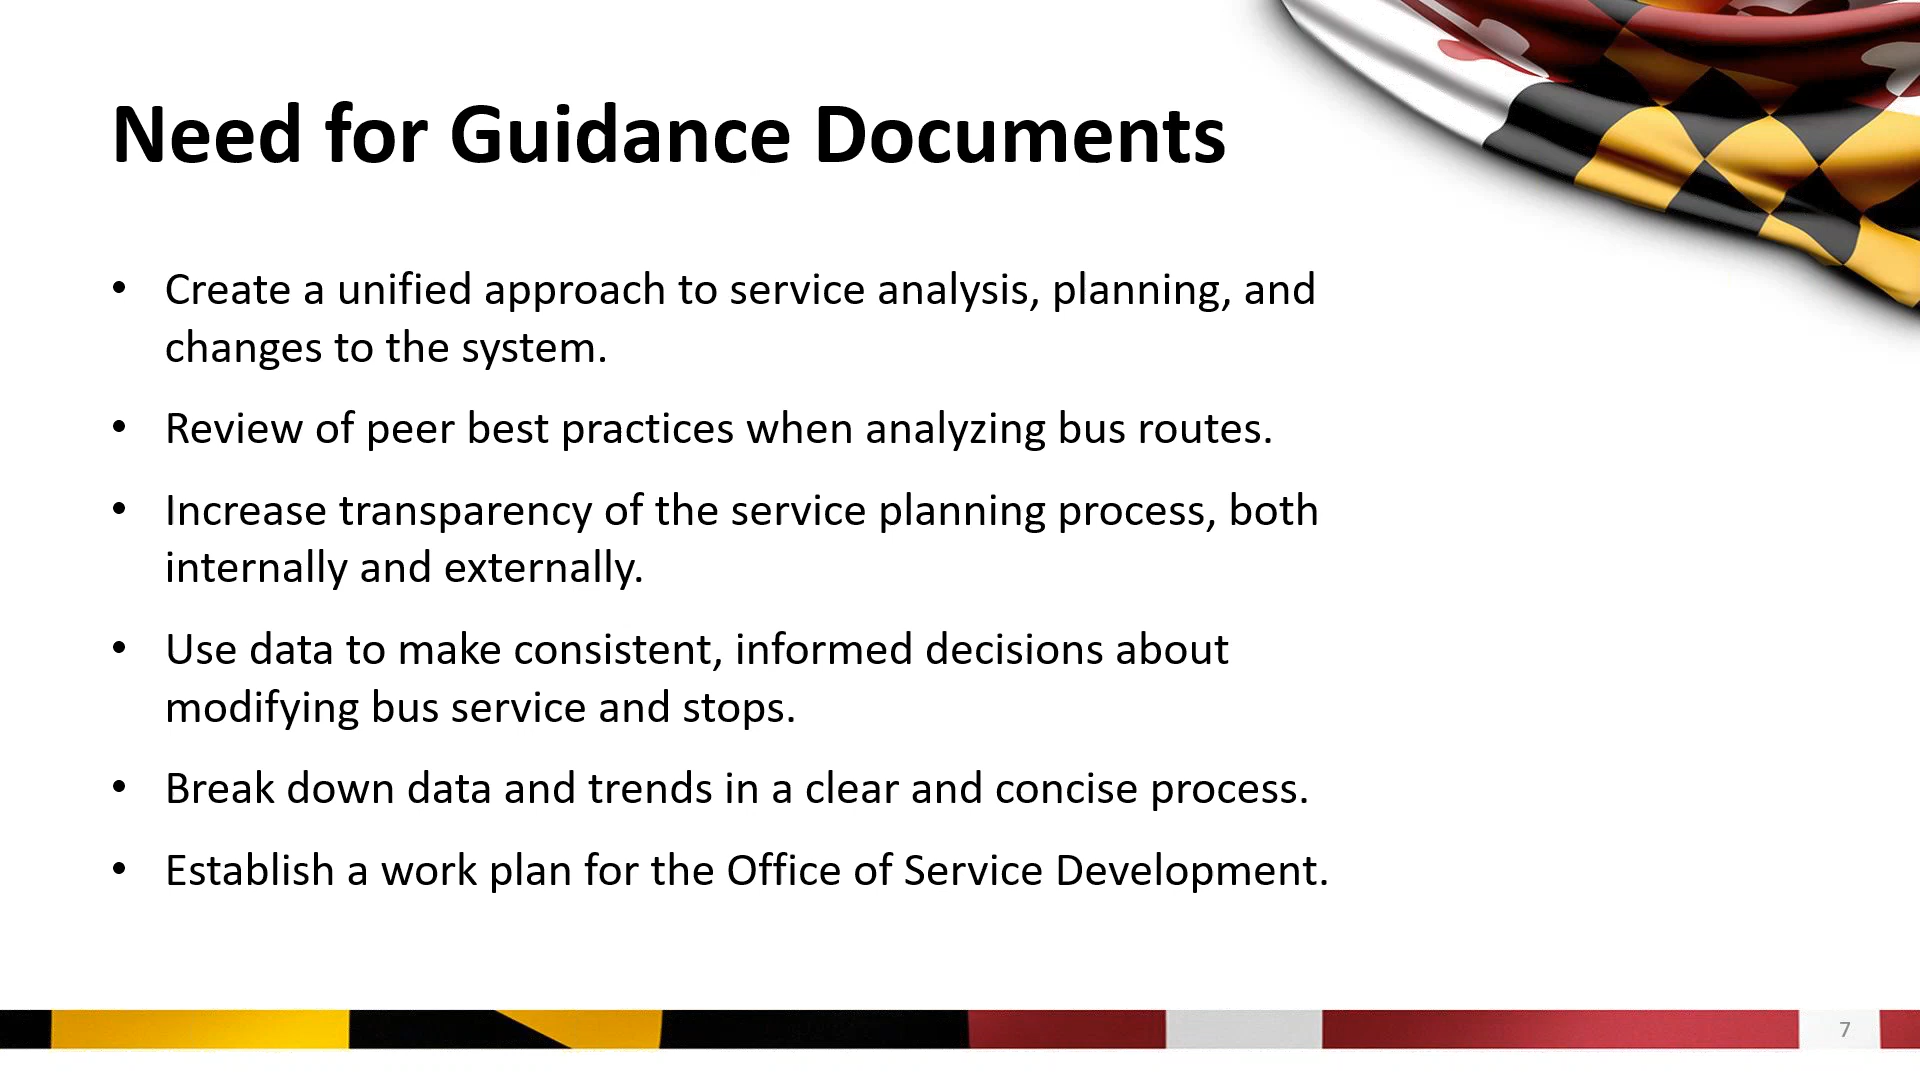 Need for Guidance Documents
• Create a unified approach to service analysis, planning, and
changes to the system.
• Review of peer best practices when analyzing bus routes.
• Increase transparency of the service planning process, both
internally and externally.
• Use data to make consistent, informed decisions about
modifying bus service and stops.
• Break down data and trends in a clear and concise process.
• Establish a work plan for the Office of Service Development.
7